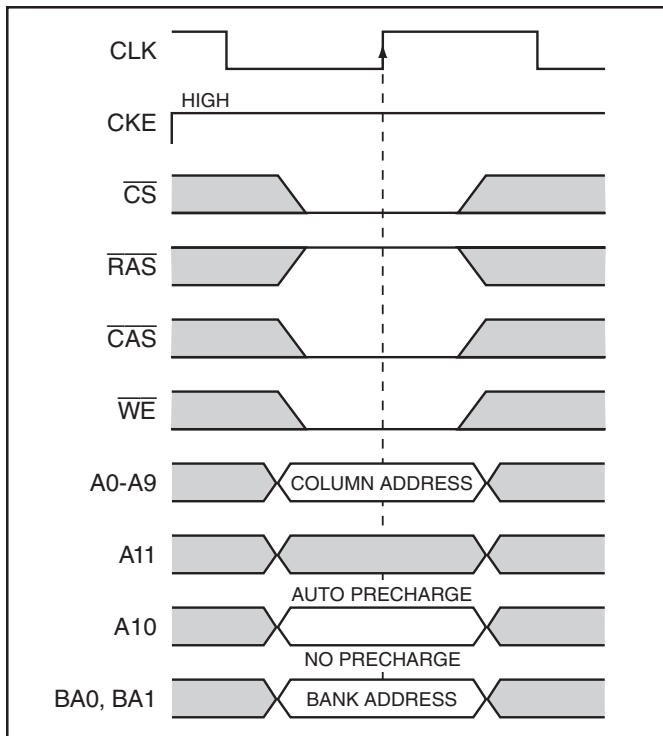 CLK
HIGH
CKE
CS
RAS
CAS
WE
A0-A9 COLUMN ADDRESS
A11
AUTO PRECHARGE
A10
NO PRECHARGE
BA0, BA1 BANK ADDRESS